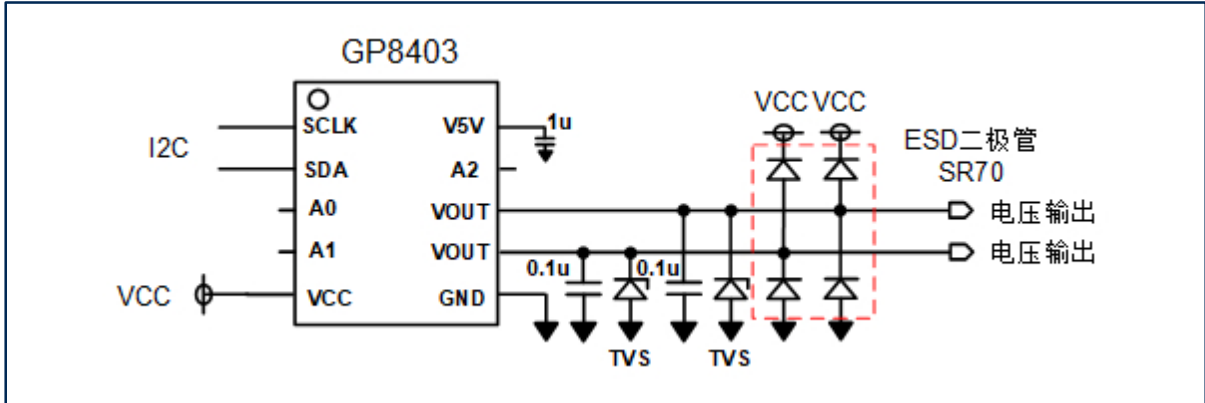 GP8403
VCC VCC
ESD二极管
SR70
I2C
SCLK
V5V
1u
SDA
A2
A0
VOUT
电压输出
A1
VOUT
电压输出
0.1u
0.1u
VCC
VCC
GND
TVS
TVS